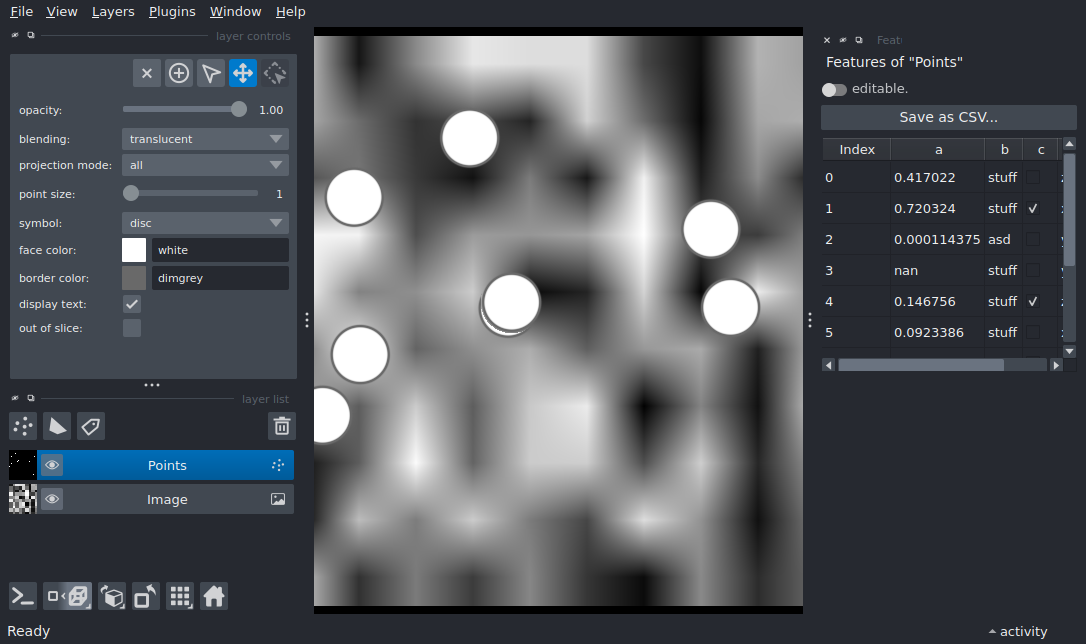 File View Layers Plugins Window Help
layer controls
opacity: 1.00
blending: translucent
projection mode: all
point size: 1
symbol: disc
face color: white
border color: dimgrey
display text:
out of slice:
layer list
Points
Image
Ready
Features of "Points"
editable.
Save as CSV...
Index a b c
0 0.417022 stuff
1 0.720324 stuff ✓
2 0.000114375 asd
3 nan stuff
4 0.146756 stuff ✓
5 0.0923386 stuff
activity